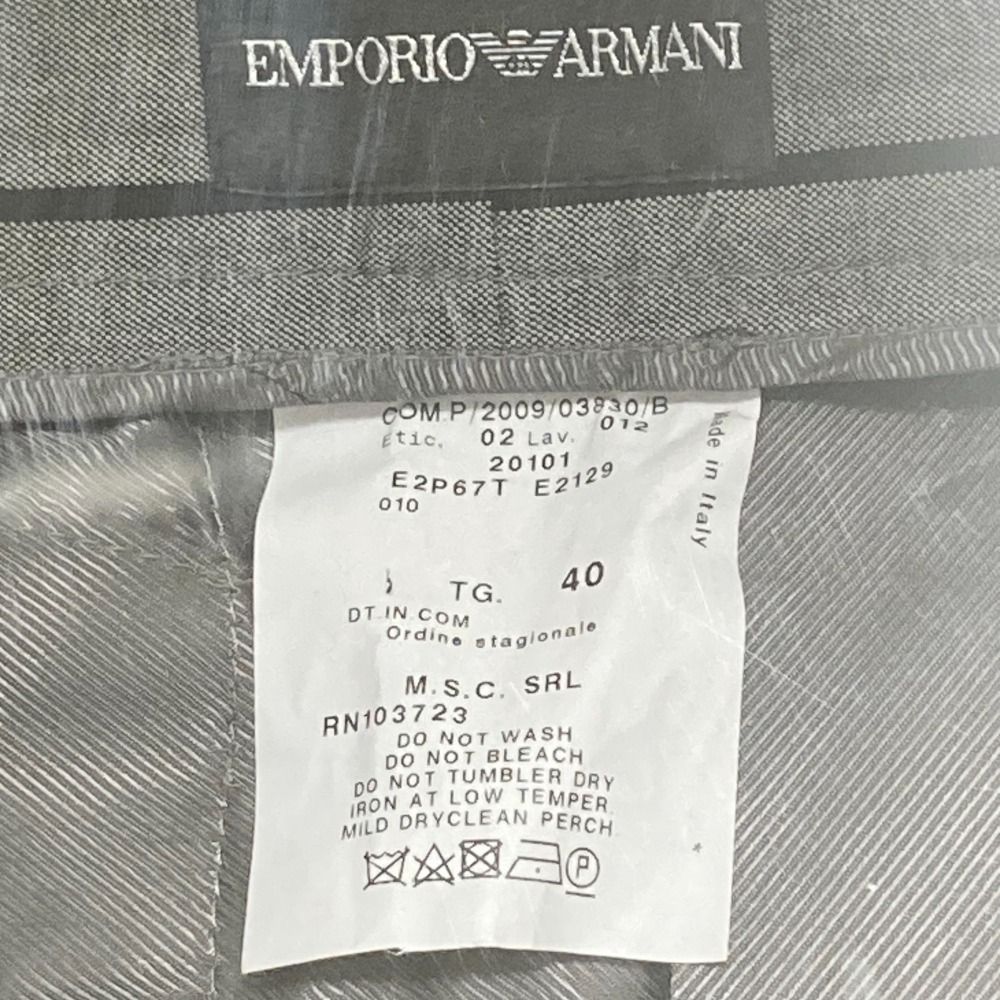 EMPORIO ARMANI
COM.P/2009/03830/B
012
Etic. 02 Lav.
20101
E2P67T E2129
010
Made in Italy
TG. 40
DT.IN.COM
Ordine stagionale
M.S.C. SRL
RN103723
DO NOT WASH
DO NOT BLEACH
DO NOT TUMBLER DRY
IRON AT LOW TEMPER.
MILD DRYCLEAN PERCH.
P